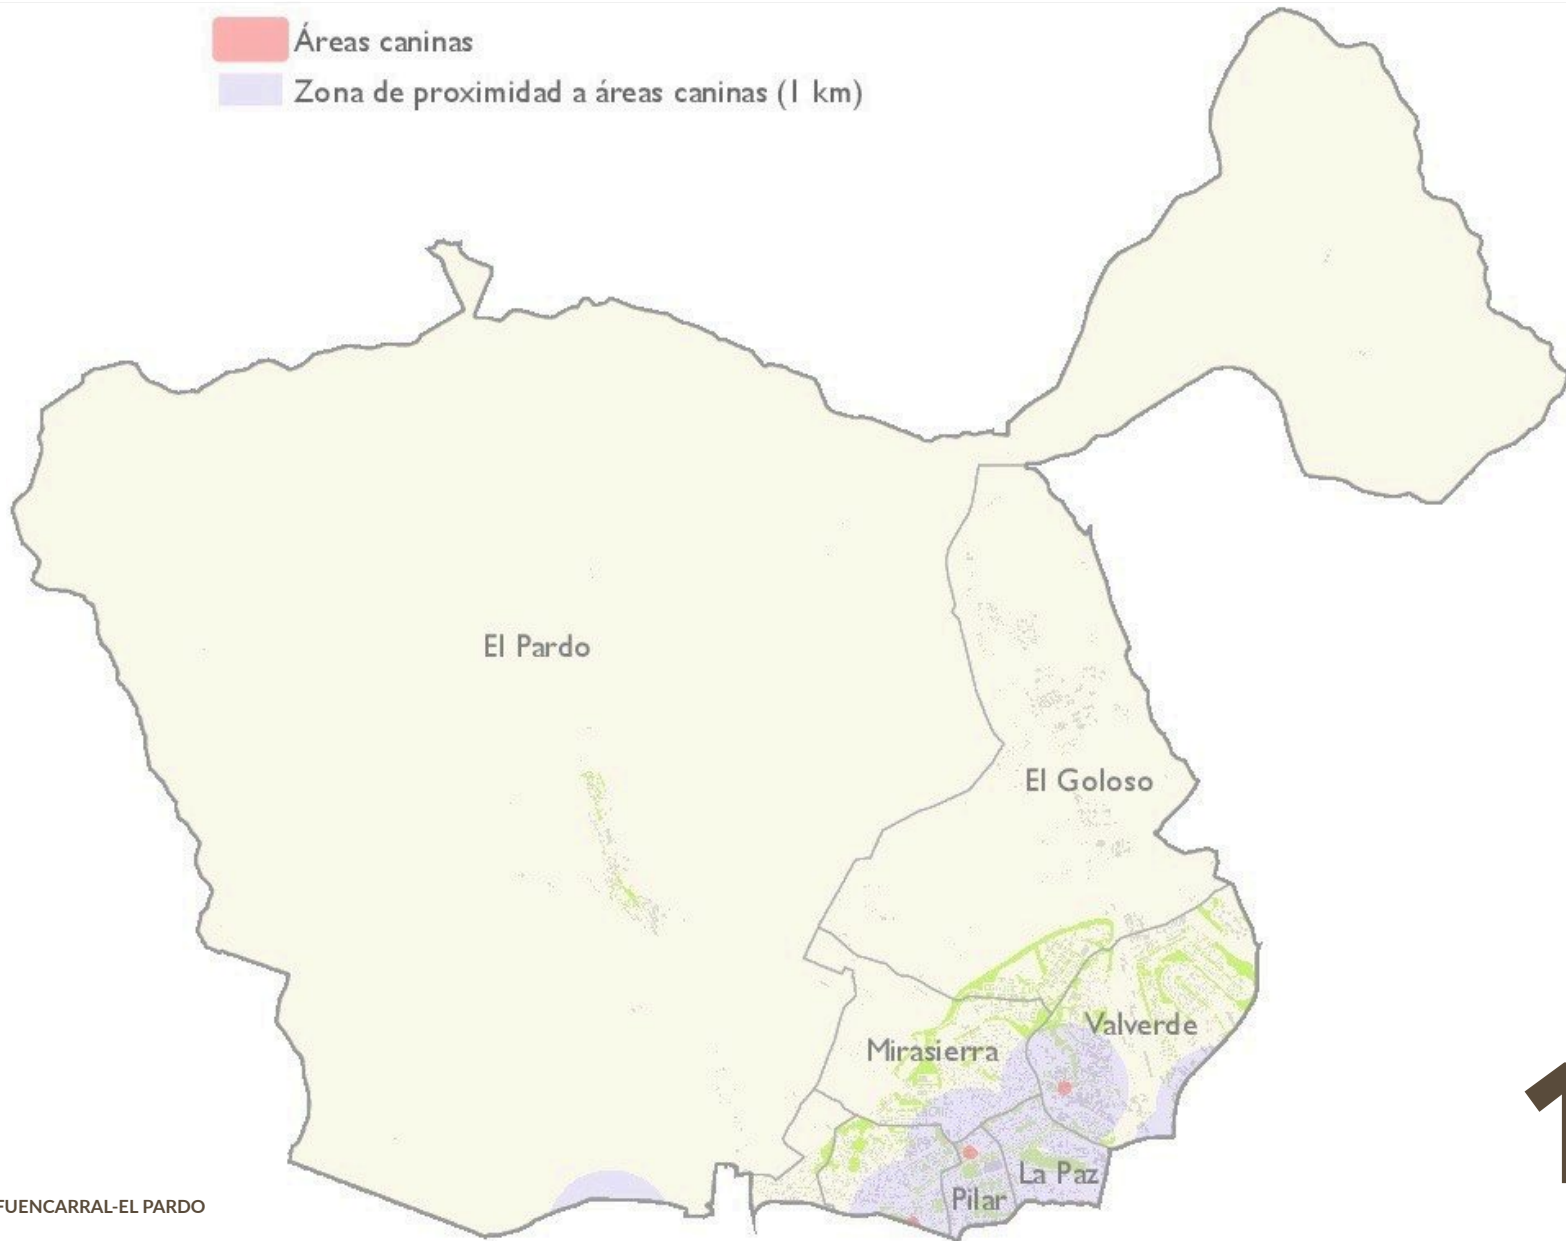 Áreas caninas
Zona de proximidad a áreas caninas (1 km)
El Pardo
El Goloso
Valverde
Mirasierra
La Paz
Pilar
FUENCARRAL-EL PARDO
1